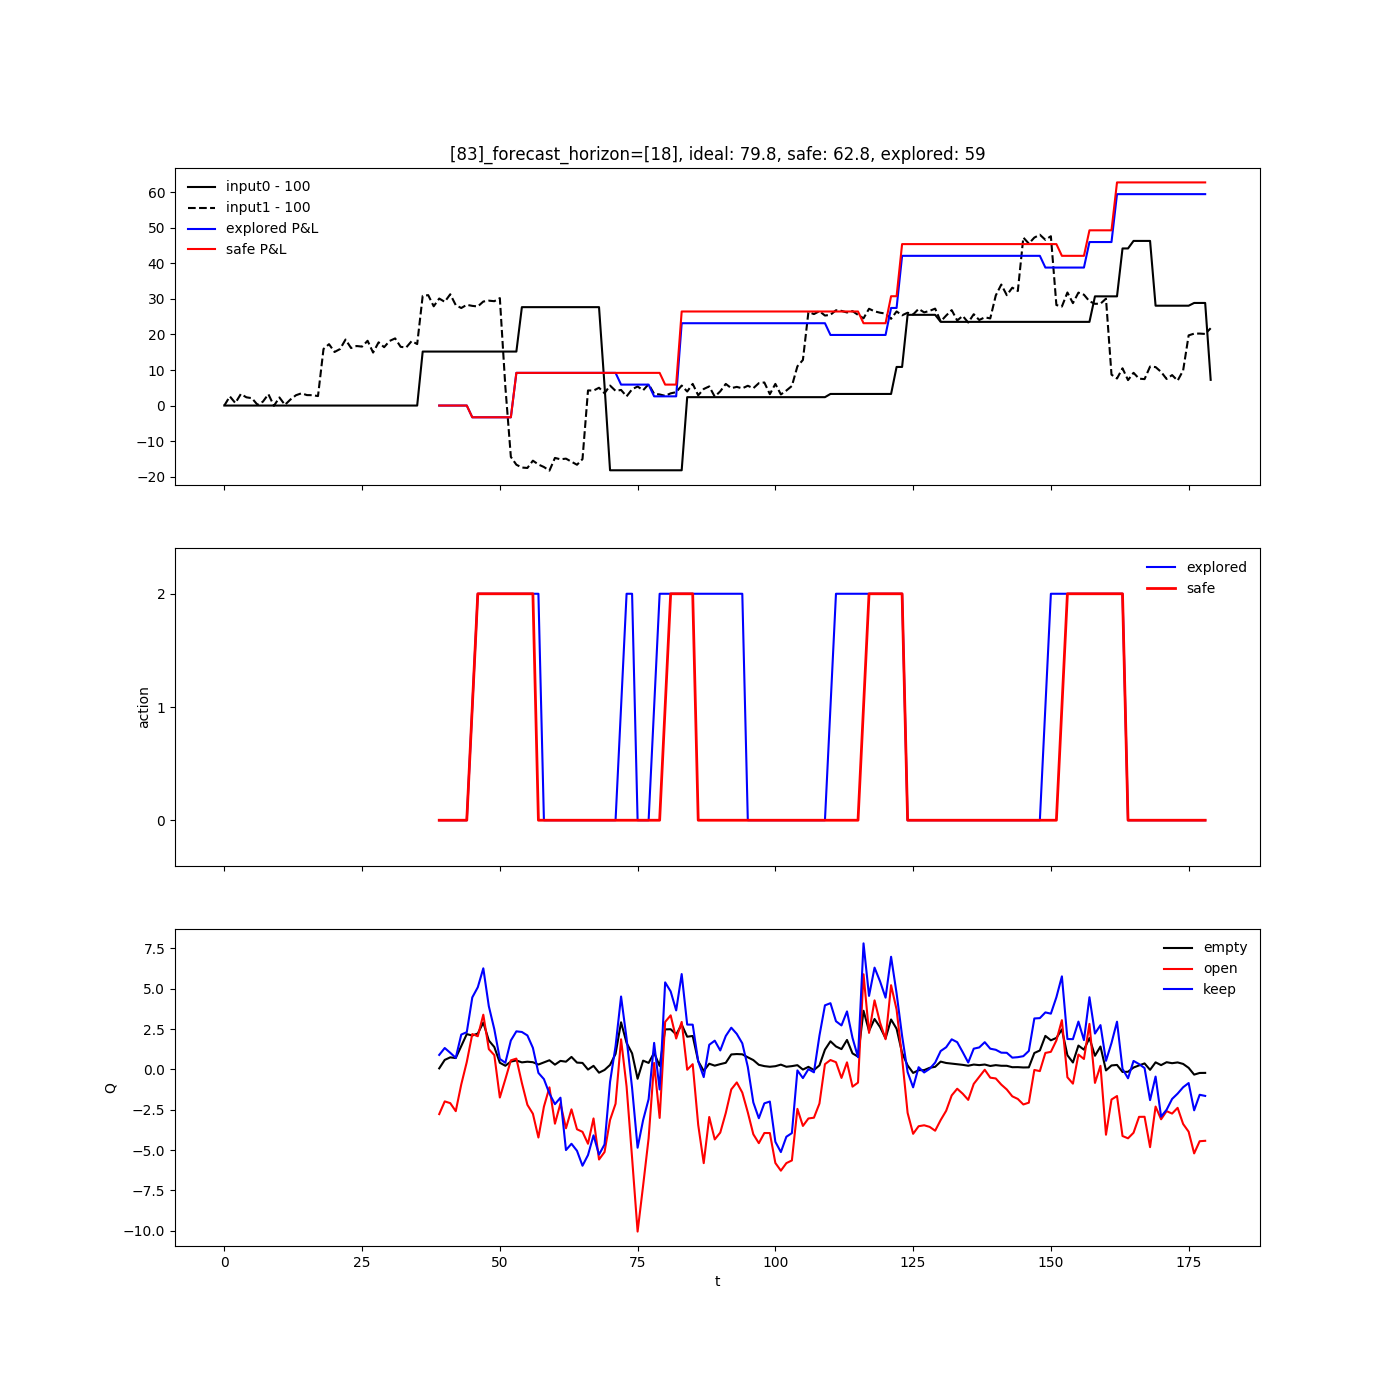 [83]_forecast_horizon=[18], ideal: 79.8, safe: 62.8, explored: 59
input0 - 100
input1 - 100
explored P&L
safe P&L
60
50
40
30
20
10
0
−10
−20
explored
safe
2
1
0
action
empty
open
keep
7.5
5.0
2.5
0.0
−2.5
−5.0
−7.5
−10.0
Q
0 25 50 75 100 125 150 175
t